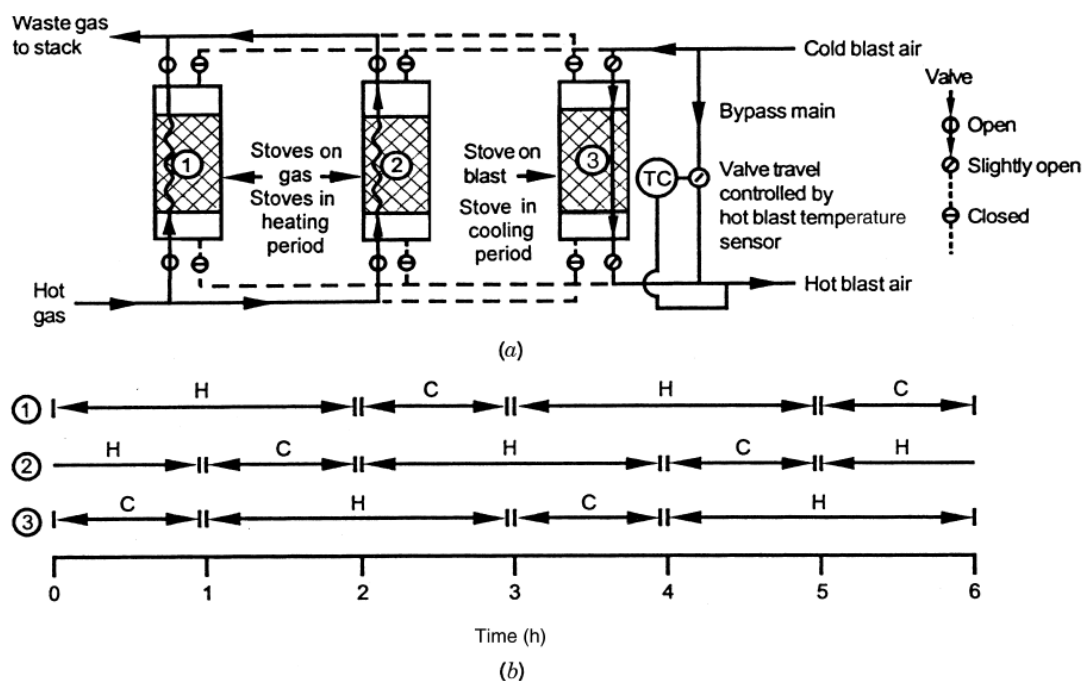 Waste gas
to stack
Cold blast air
Valve
Bypass main
Open
1
Stoves on
gas
Stoves in
heating
period
2
Stove on
blast
Stove in
cooling
period
3
TC
Valve travel
controlled by
hot blast temperature
sensor
Slightly open
Closed
Hot
gas
Hot blast air
(a)
1 H C H C
2 H C H C H
3 C H C H
0 1 2 3 4 5 6
Time (h)
(b)